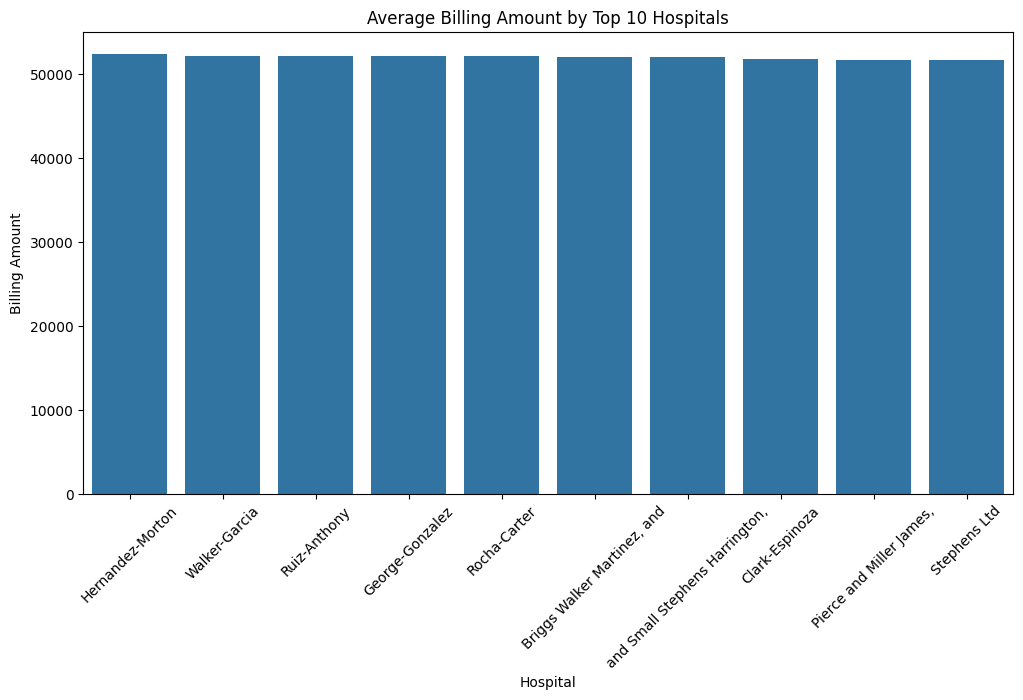 Average Billing Amount by Top 10 Hospitals
Billing Amount
50000
40000
30000
20000
10000
0
Hernandez-Morton
Walker-Garcia
Ruiz-Anthony
George-Gonzalez
Rocha-Carter
Briggs Walker Martinez, and
and Small Stephens Harrington,
Clark-Espinoza
Pierce and Miller James,
Stephens Ltd
Hospital